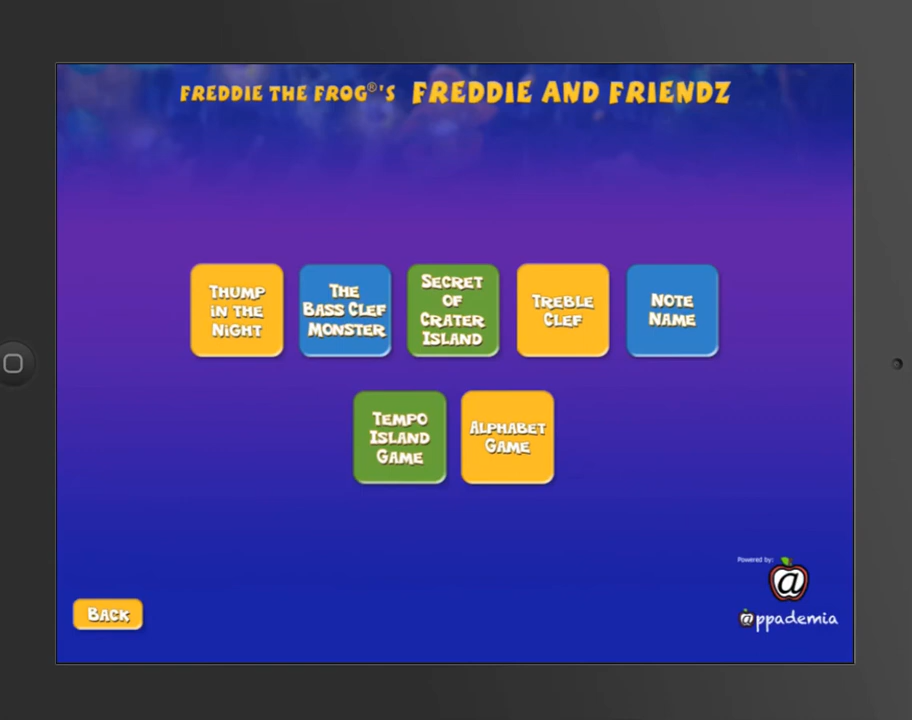 FREDDIE THE FROG®'S FREDDIE AND FRIENDZ
THUMP
IN THE
NIGHT
THE
BASS CLEF
MONSTER
SECRET
OF
CRATER
ISLAND
TREBLE
CLEF
NOTE
NAME
TEMPO
ISLAND
GAME
ALPHABET
GAME
Powered by:
@
@ppademia
BACK